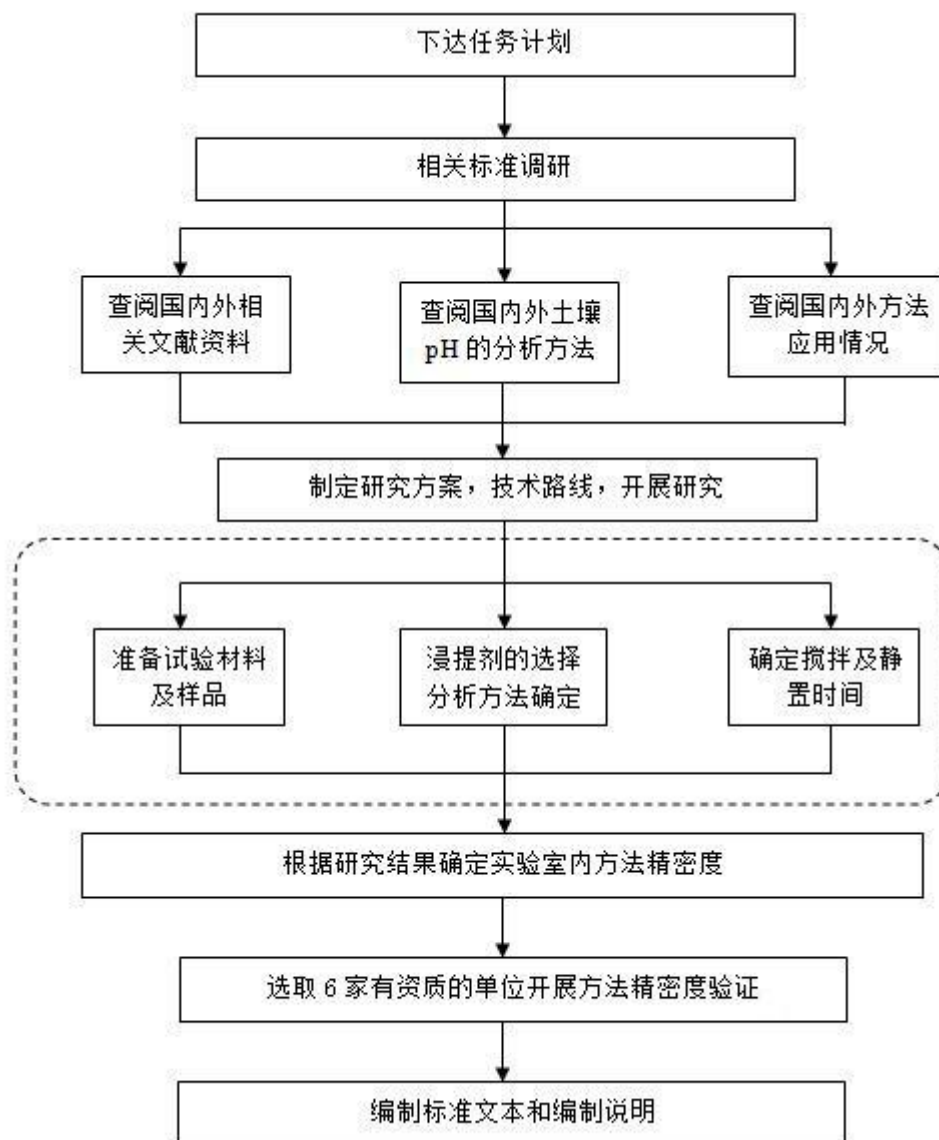 下达任务计划
相关标准调研
查阅国内外相
关文献资料
查阅国内外土壤
pH 的分析方法
查阅国内外方法
应用情况
制定研究方案，技术路线，开展研究
准备试验材料
及样品
浸提剂的选择
分析方法确定
确定搅拌及静
置时间
根据研究结果确定实验室内方法精密度
选取 6 家有资质的单位开展方法精密度验证
编制标准文本和编制说明